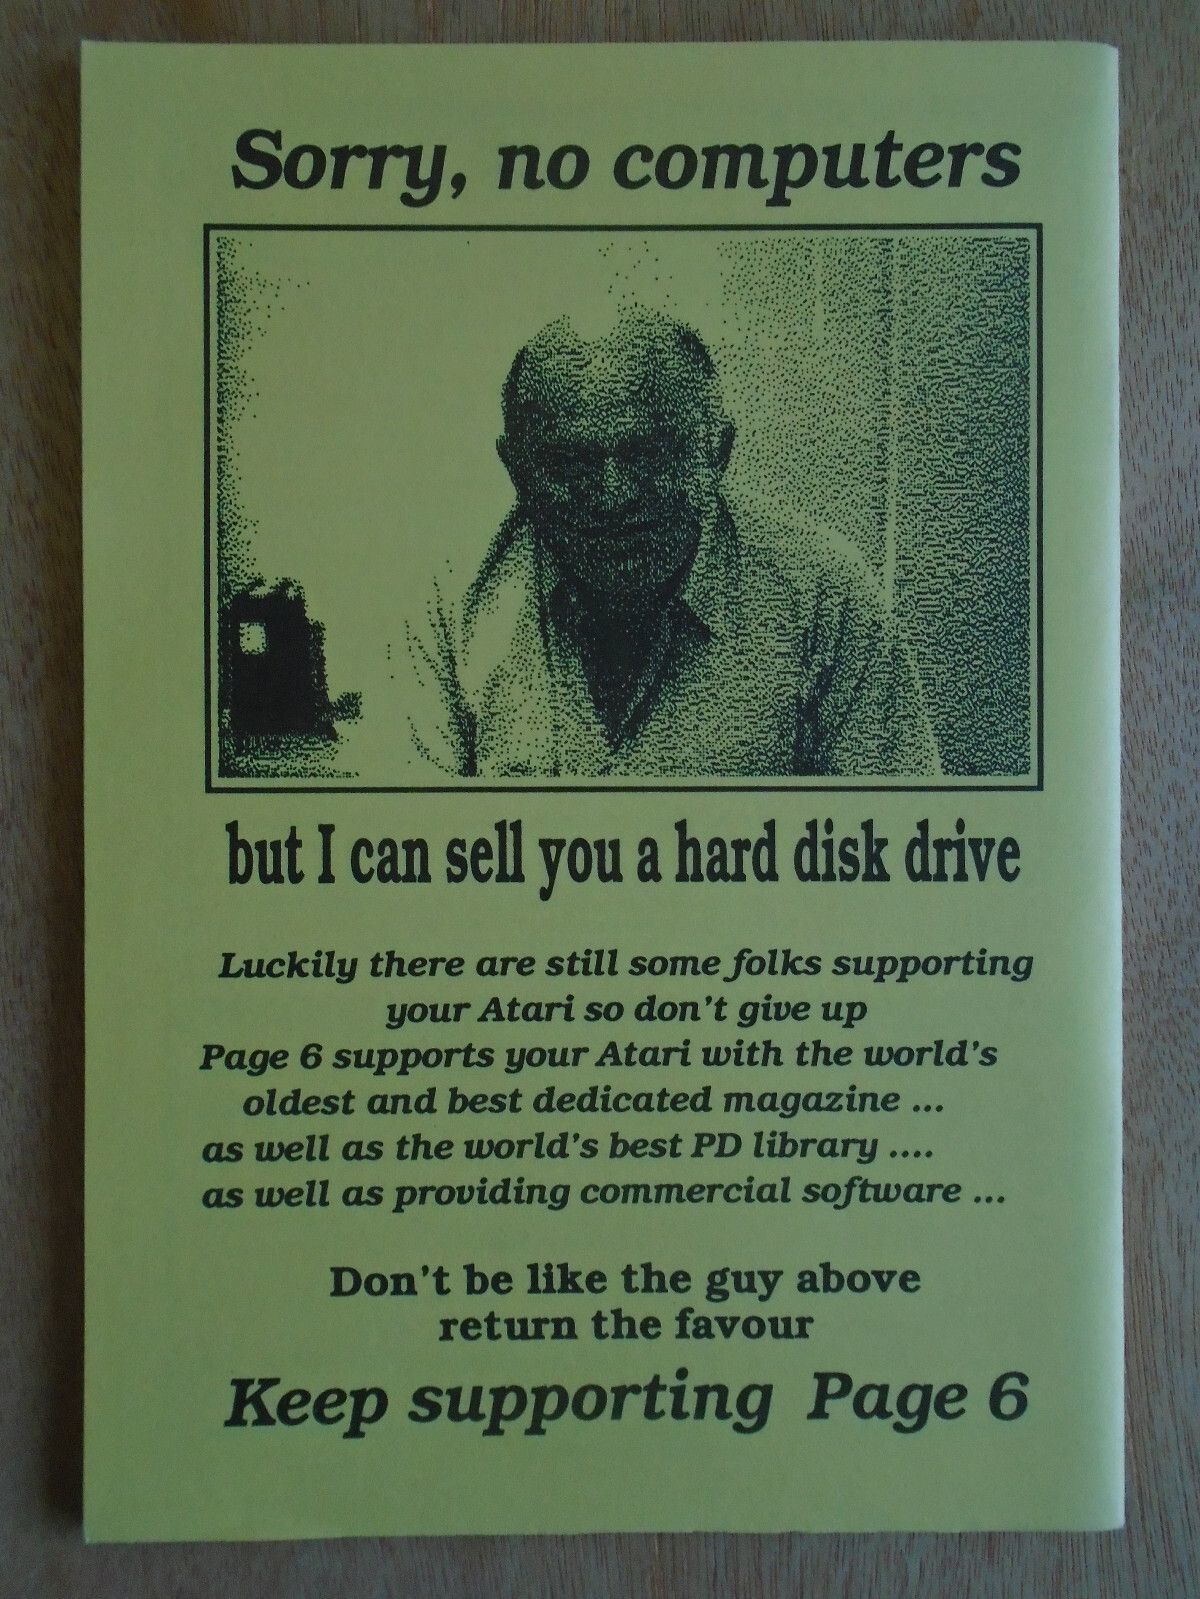 Sorry, no computers
but I can sell you a hard disk drive
Luckily there are still some folks supporting
your Atari so don't give up
Page 6 supports your Atari with the world's
oldest and best dedicated magazine ...
as well as the world's best PD library ....
as well as providing commercial software ...
Don't be like the guy above
return the favour
Keep supporting Page 6